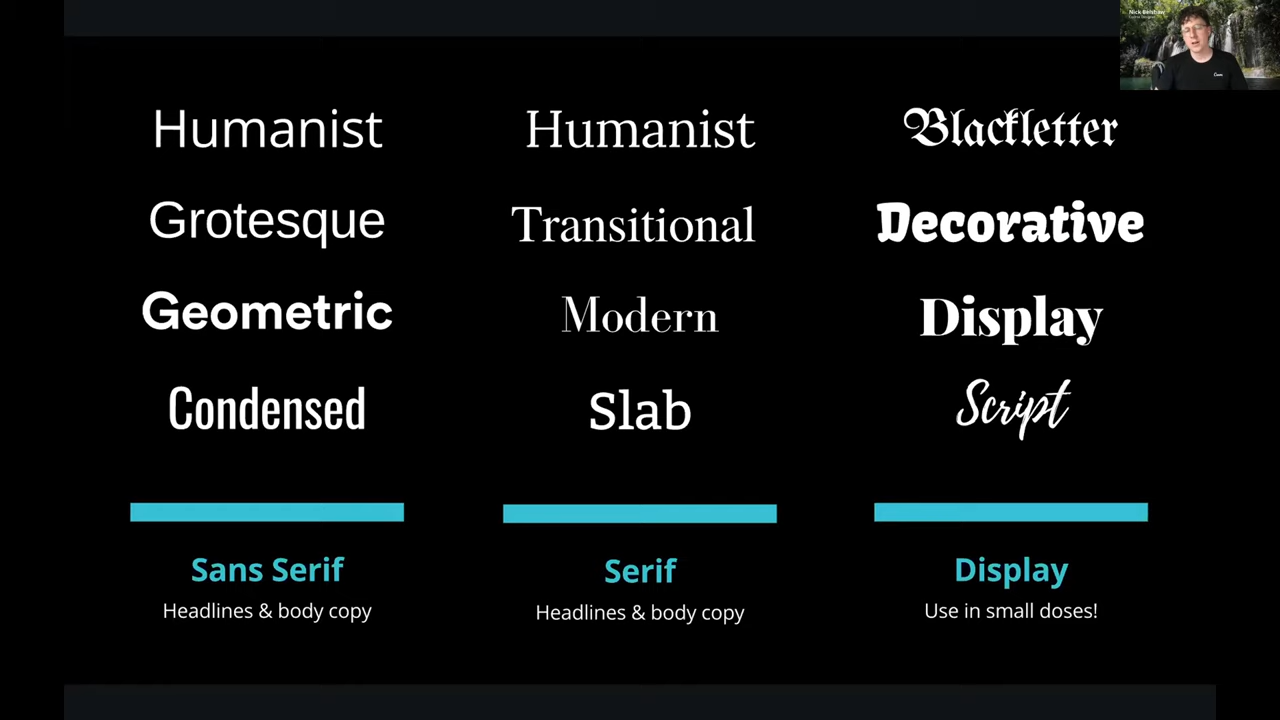 Humanist
Grotesque
Geometric
Condensed
Sans Serif
Headlines & body copy
Humanist
Transitional
Modern
Slab
Serif
Headlines & body copy
Blackletter
Decorative
Display
Script
Display
Use in small doses!